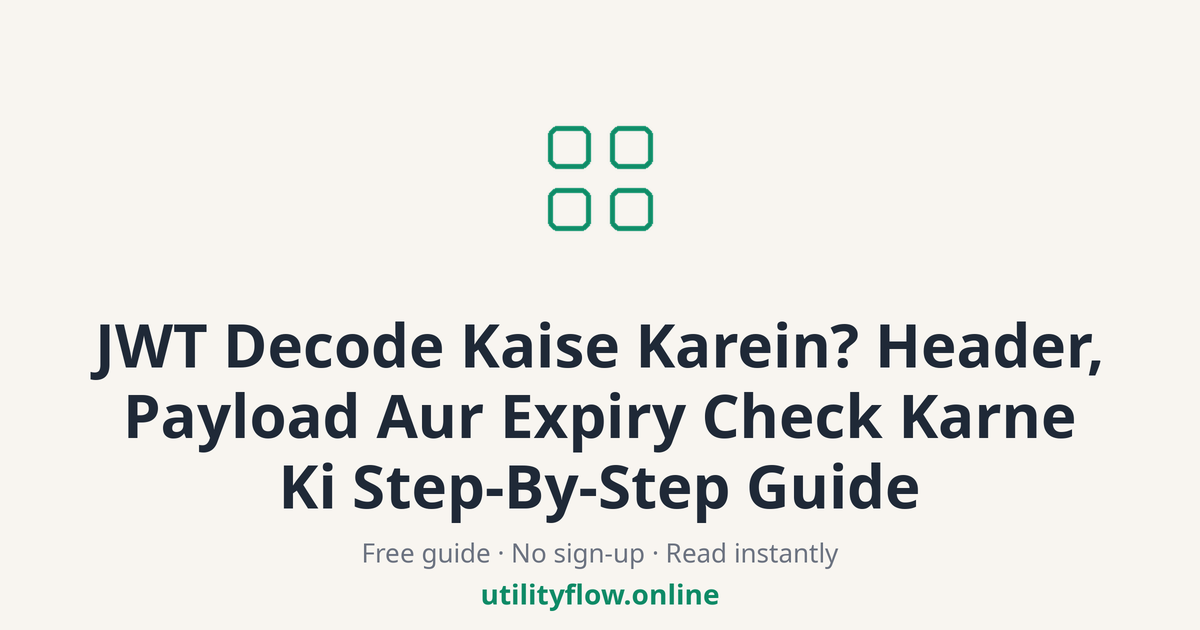 JWT Decode Kaise Karein? Header,
Payload Aur Expiry Check Karne
Ki Step-By-Step Guide
Free guide · No sign-up · Read instantly
utilityflow.online